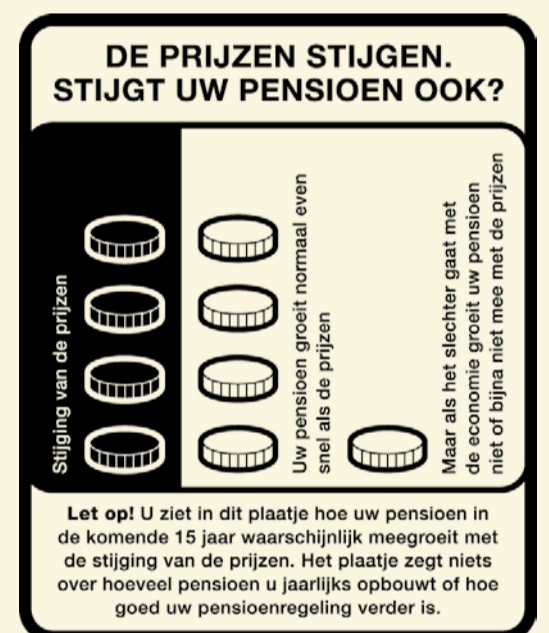 DE PRIJZEN STIJGEN.
STIJGT UW PENSIOEN OOK?
Stijging van de prijzen
Uw pensioen groeit normaal even
snel als de prijzen
Maar als het slechter gaat met
de economie groeit uw pensioen
niet of bijna niet mee met de prijzen
Let op! U ziet in dit plaatje hoe uw pensioen in
de komende 15 jaar waarschijnlijk meegroeit met
de stijging van de prijzen. Het plaatje zegt niets
over hoeveel pensioen u jaarlijks opbouwt of hoe
goed uw pensioenregeling verder is.